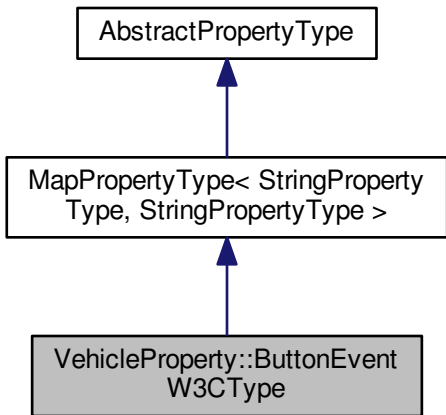 AbstractPropertyType
MapPropertyType< StringProperty
Type, StringPropertyType >
VehicleProperty::ButtonEvent
W3CType